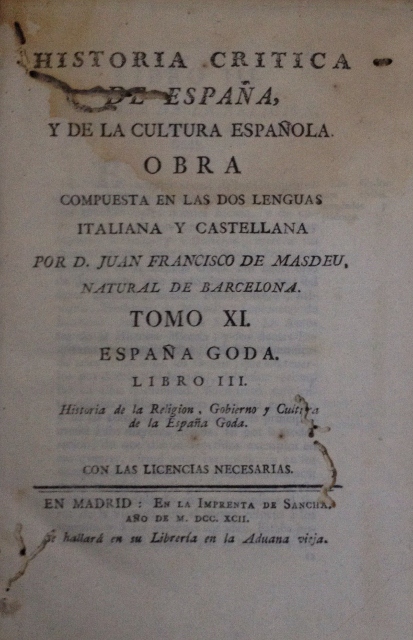 HISTORIA CRITICA
DE ESPAÑA,
Y DE LA CULTURA ESPAÑOLA.
OBRA
COMPUESTA EN LAS DOS LENGUAS
ITALIANA Y CASTELLANA
POR D. JUAN FRANCISCO DE MASDEU,
NATURAL DE BARCELONA.
TOMO XI.
ESPAÑA GODA.
LIBRO III.
Historia de la Religion, Gobierno y Cultura
de la España Goda.
CON LAS LICENCIAS NECESARIAS.
EN MADRID: EN LA IMPRENTA DE SANCHA.
AÑO DE M. DCC. XCII.
Se hallará en su Librería en la Aduana vieja.